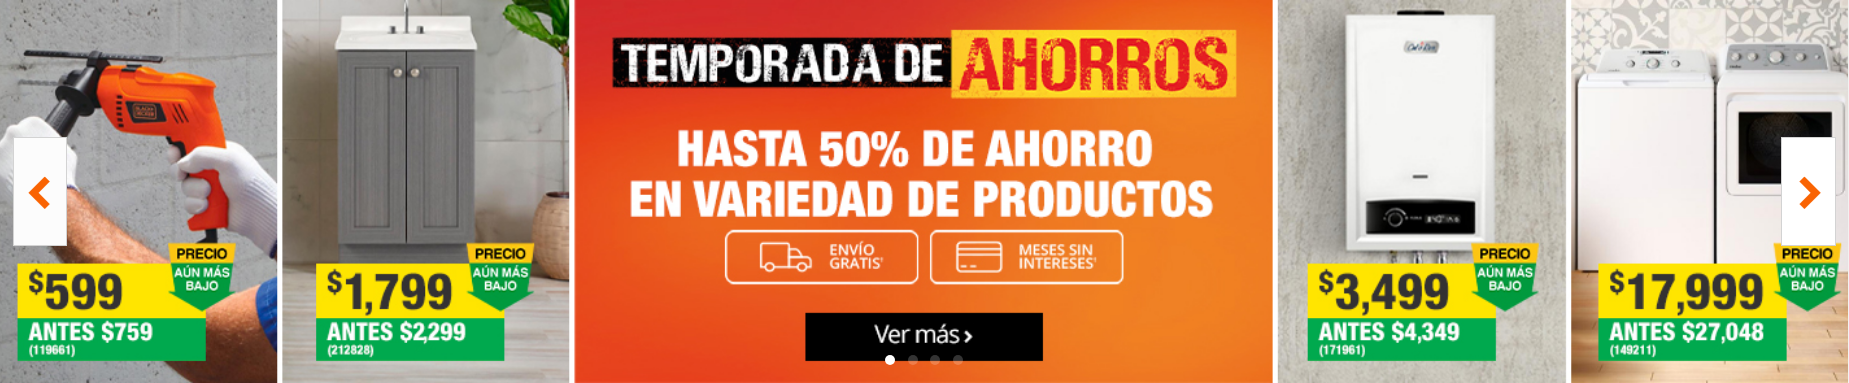 BLACK+
DECKER
$599
PRECIO
AÚN MÁS
BAJO
ANTES $759
(119661)
$1,799
PRECIO
AÚN MÁS
BAJO
ANTES $2,299
(212828)
TEMPORADA DE AHORROS
HASTA 50% DE AHORRO
EN VARIEDAD DE PRODUCTOS
ENVÍO
GRATIS†
MESES SIN
INTERESES†
Ver más ›
$3,499
PRECIO
AÚN MÁS
BAJO
ANTES $4,349
(171961)
$17,999
PRECIO
AÚN MÁS
BAJO
ANTES $27,048
(149211)